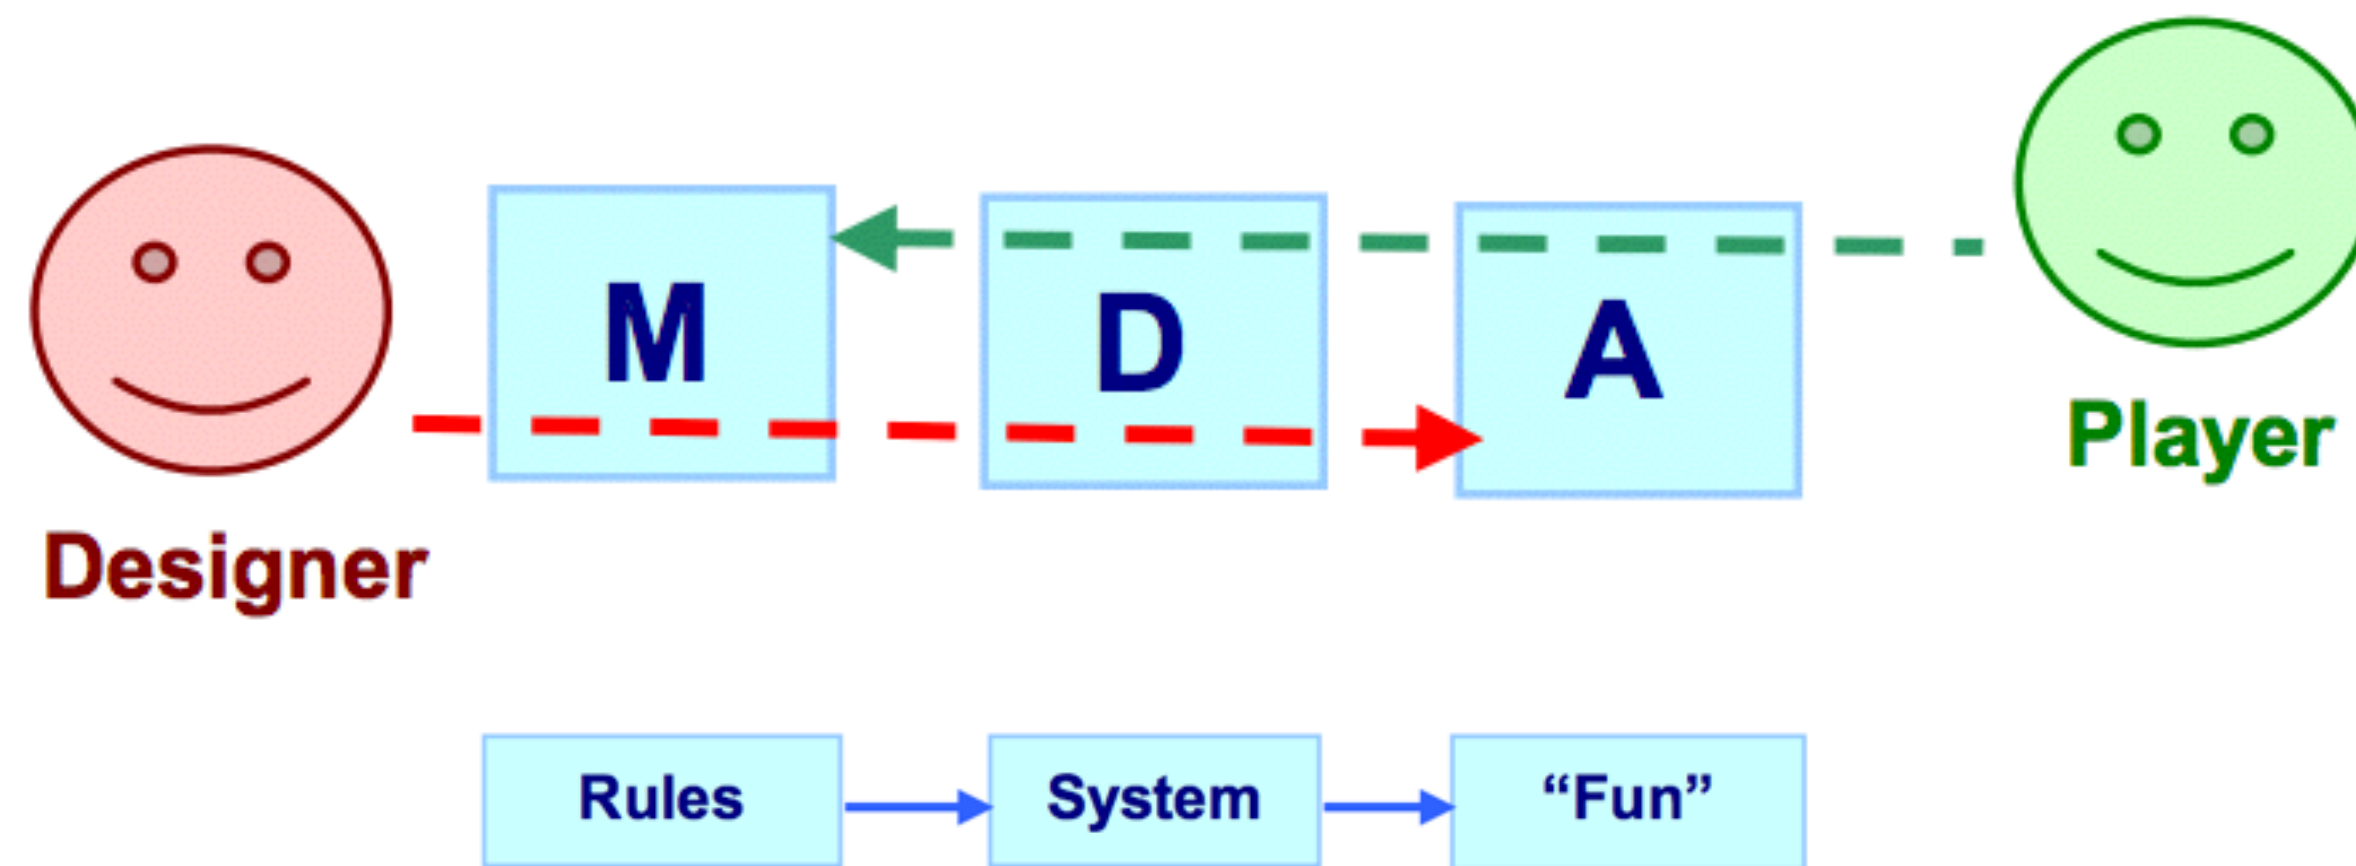 M D A
Player
Designer
Rules System “Fun”